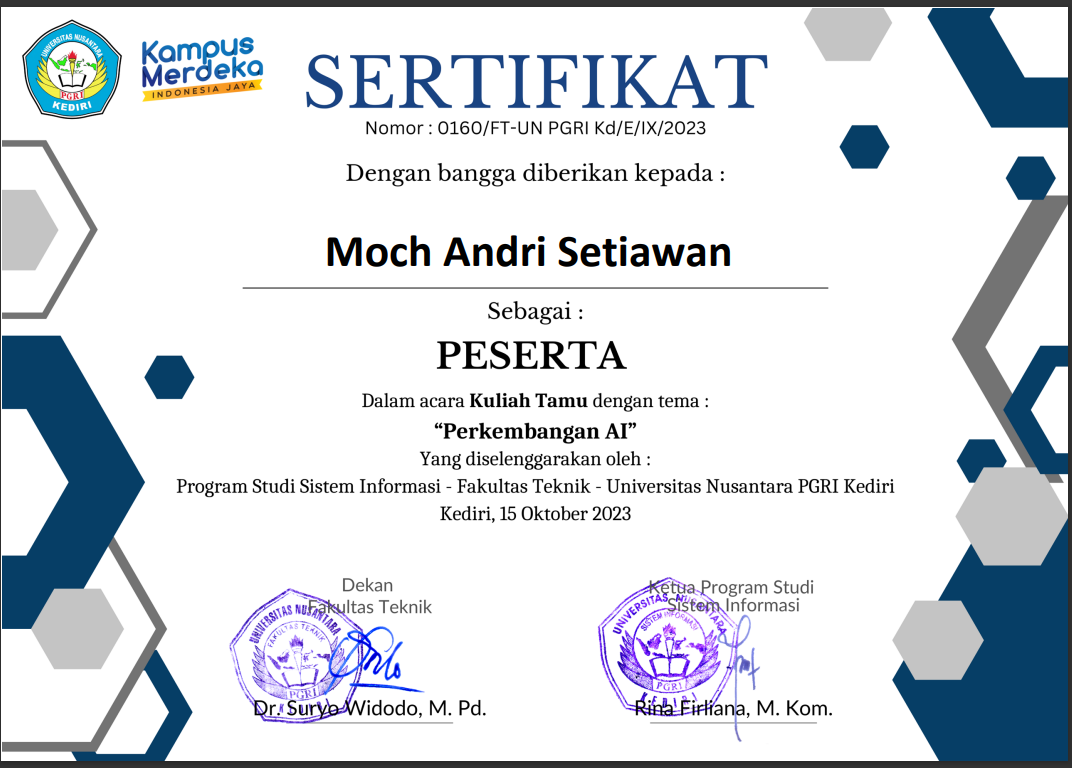 UNIVERSITAS NUSANTARA
PGRI
KEDIRI
Kampus
Merdeka
INDONESIA JAYA
SERTIFIKAT
Nomor : 0160/FT-UN PGRI Kd/E/IX/2023
Dengan bangga diberikan kepada :
Moch Andri Setiawan
Sebagai :
PESERTA
Dalam acara Kuliah Tamu dengan tema :
“Perkembangan AI”
Yang diselenggarakan oleh :
Program Studi Sistem Informasi - Fakultas Teknik - Universitas Nusantara PGRI Kediri
Kediri, 15 Oktober 2023
Dekan
Fakultas Teknik
UNIVERSITAS NUSANTARA
FAKULTAS TEKNIK
PGRI
KEDIRI
Dr. Suryo Widodo, M. Pd.
Ketua Program Studi
Sistem Informasi
UNIVERSITAS NUSANTARA
SISTEM INFORMASI
PGRI
KEDIRI
Rina Firliana, M. Kom.